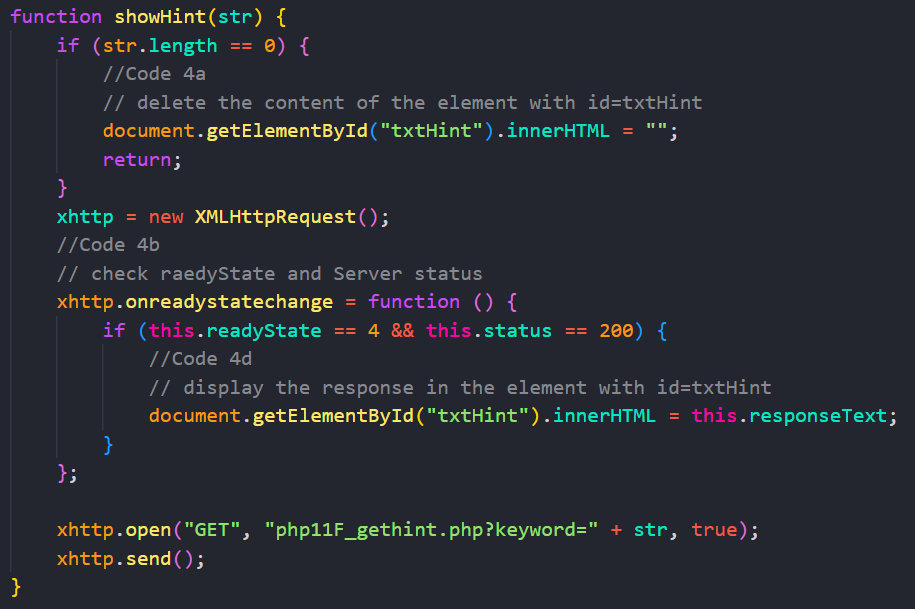 function showHint(str) {
    if (str.length == 0) {
        //Code 4a
        // delete the content of the element with id=txtHint
        document.getElementById("txtHint").innerHTML = "";
        return;
    }
    xhttp = new XMLHttpRequest();
    //Code 4b
    // check raedyState and Server status
    xhttp.onreadystatechange = function () {
        if (this.readyState == 4 && this.status == 200) {
            //Code 4d
            // display the response in the element with id=txtHint
            document.getElementById("txtHint").innerHTML = this.responseText;
        }
    };

    xhttp.open("GET", "php11F_gethint.php?keyword=" + str, true);
    xhttp.send();
}